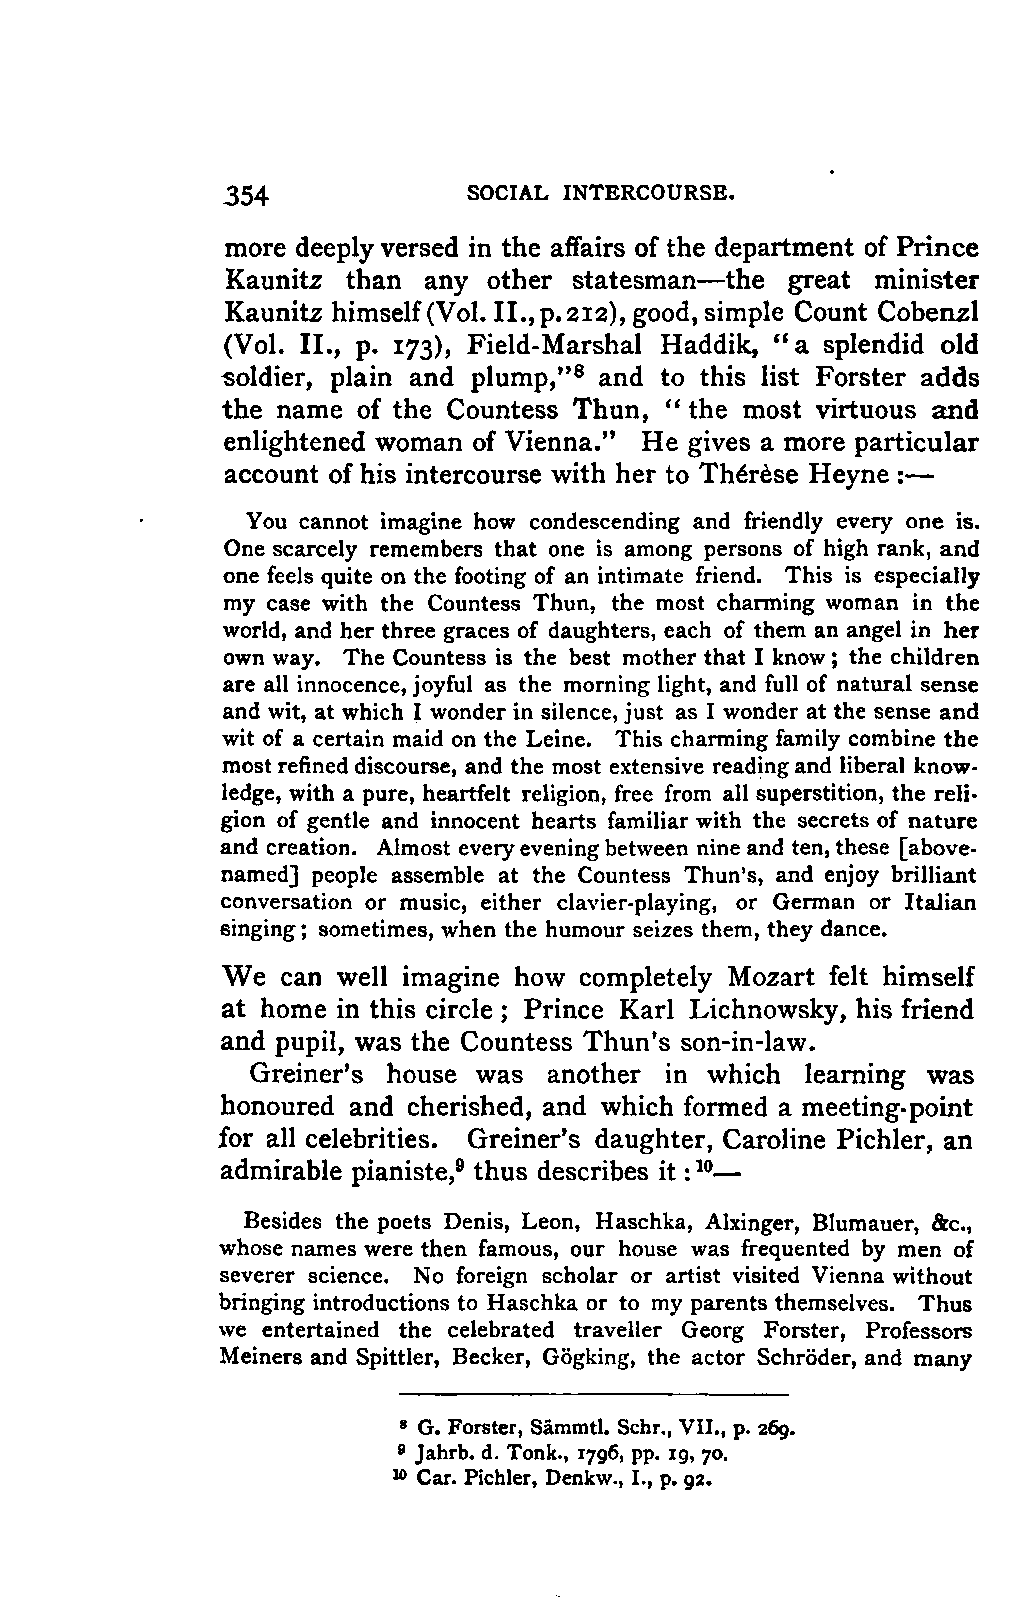 354 SOCIAL INTERCOURSE.
more deeply versed in the affairs of the department of Prince
Kaunitz than any other statesman—the great minister
Kaunitz himself (Vol. II., p. 212), good, simple Count Cobenzl
(Vol. II., p. 173), Field-Marshal Haddik, "a splendid old
soldier, plain and plump,"⁸ and to this list Forster adds
the name of the Countess Thun, "the most virtuous and
enlightened woman of Vienna." He gives a more particular
account of his intercourse with her to Thérèse Heyne :—
You cannot imagine how condescending and friendly every one is.
One scarcely remembers that one is among persons of high rank, and
one feels quite on the footing of an intimate friend. This is especially
my case with the Countess Thun, the most charming woman in the
world, and her three graces of daughters, each of them an angel in her
own way. The Countess is the best mother that I know; the children
are all innocence, joyful as the morning light, and full of natural sense
and wit, at which I wonder in silence, just as I wonder at the sense and
wit of a certain maid on the Leine. This charming family combine the
most refined discourse, and the most extensive reading and liberal know-
ledge, with a pure, heartfelt religion, free from all superstition, the reli-
gion of gentle and innocent hearts familiar with the secrets of nature
and creation. Almost every evening between nine and ten, these [above-
named] people assemble at the Countess Thun's, and enjoy brilliant
conversation or music, either clavier-playing, or German or Italian
singing; sometimes, when the humour seizes them, they dance.
We can well imagine how completely Mozart felt himself
at home in this circle; Prince Karl Lichnowsky, his friend
and pupil, was the Countess Thun's son-in-law.
Greiner's house was another in which learning was
honoured and cherished, and which formed a meeting-point
for all celebrities. Greiner's daughter, Caroline Pichler, an
admirable pianiste,⁹ thus describes it :¹⁰—
Besides the poets Denis, Leon, Haschka, Alxinger, Blumauer, &c.,
whose names were then famous, our house was frequented by men of
severer science. No foreign scholar or artist visited Vienna without
bringing introductions to Haschka or to my parents themselves. Thus
we entertained the celebrated traveller Georg Forster, Professors
Meiners and Spittler, Becker, Gögking, the actor Schröder, and many
⁸ G. Forster, Sämmtl. Schr., VII., p. 269.
⁹ Jahrb. d. Tonk., 1796, pp. 19, 70.
¹⁰ Car. Pichler, Denkw., I., p. 92.